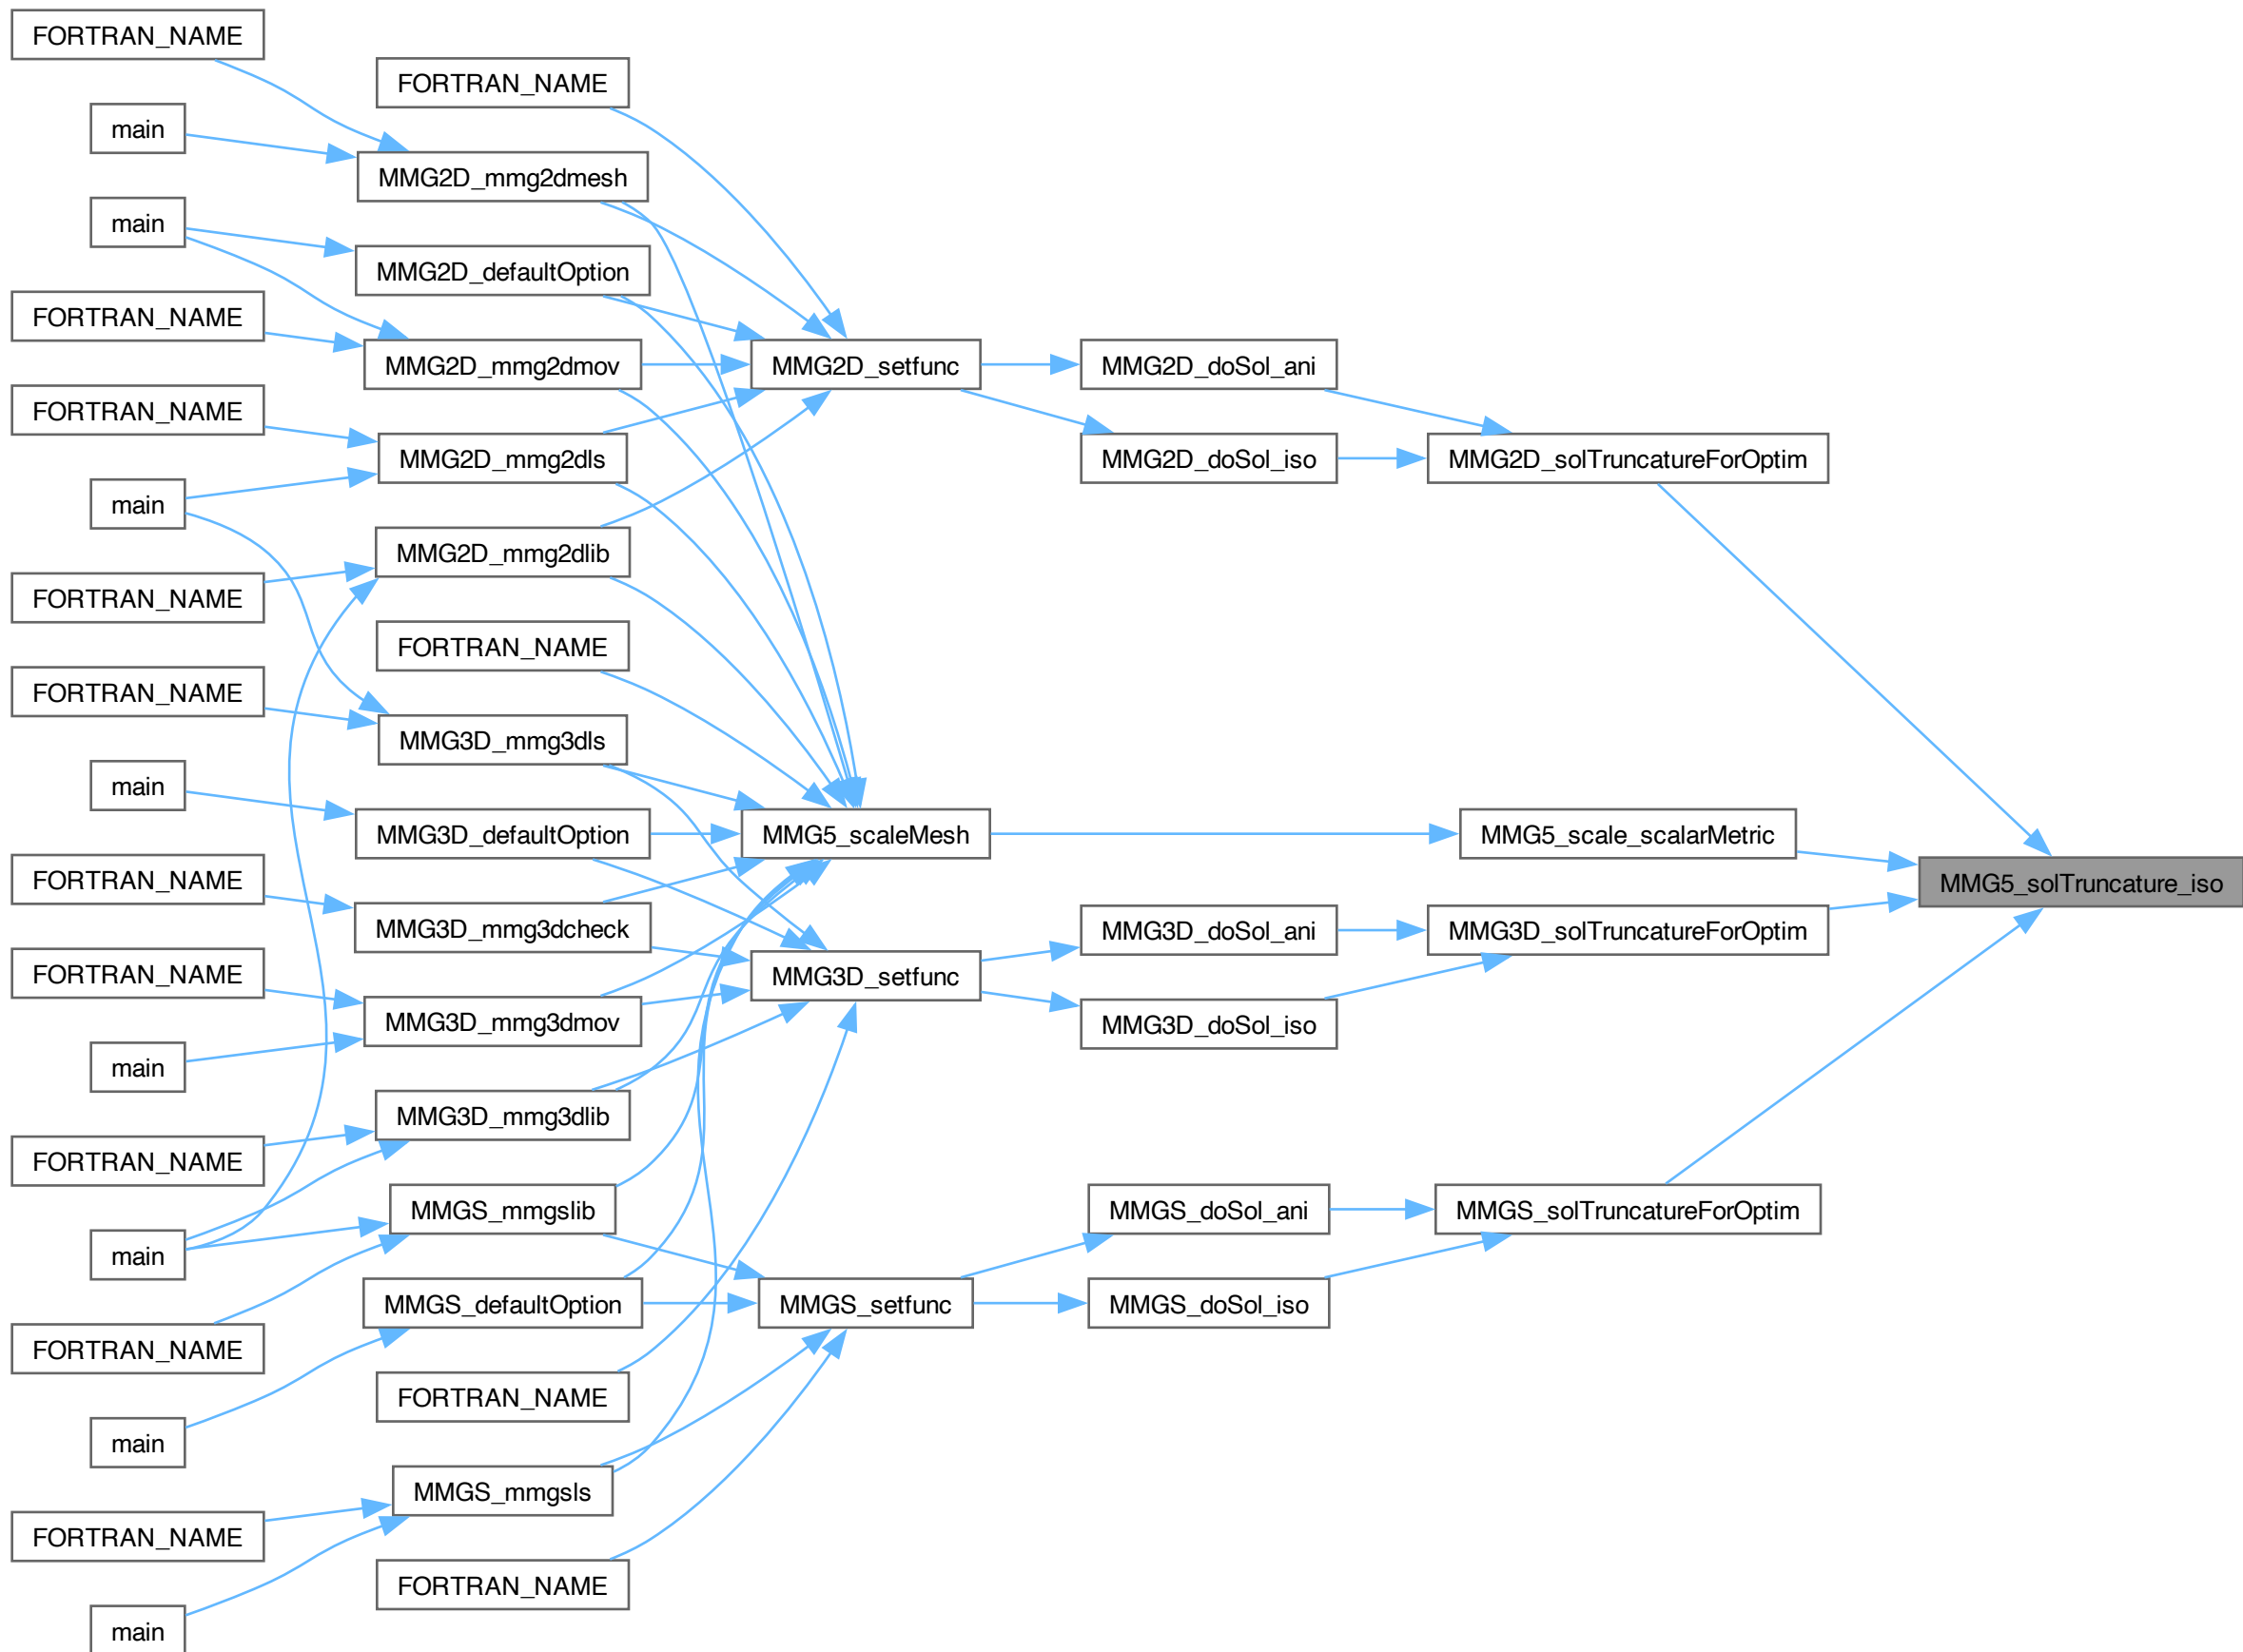 FORTRAN_NAME
main
main
FORTRAN_NAME
FORTRAN_NAME
main
FORTRAN_NAME
FORTRAN_NAME
main
FORTRAN_NAME
FORTRAN_NAME
main
FORTRAN_NAME
main
FORTRAN_NAME
main
FORTRAN_NAME
main
FORTRAN_NAME
MMG2D_mmg2dmesh
MMG2D_defaultOption
MMG2D_mmg2dmov
MMG2D_mmg2dls
MMG2D_mmg2dlib
FORTRAN_NAME
MMG3D_mmg3dls
MMG3D_defaultOption
MMG3D_mmg3dcheck
MMG3D_mmg3dmov
MMG3D_mmg3dlib
MMGS_mmgslib
MMGS_defaultOption
FORTRAN_NAME
MMGS_mmgsls
FORTRAN_NAME
MMG2D_setfunc
MMG5_scaleMesh
MMG3D_setfunc
MMGS_setfunc
MMG2D_doSol_ani
MMG2D_doSol_iso
MMG3D_doSol_ani
MMG3D_doSol_iso
MMGS_doSol_ani
MMGS_doSol_iso
MMG2D_solTruncatureForOptim
MMG5_scale_scalarMetric
MMG3D_solTruncatureForOptim
MMGS_solTruncatureForOptim
MMG5_solTruncature_iso